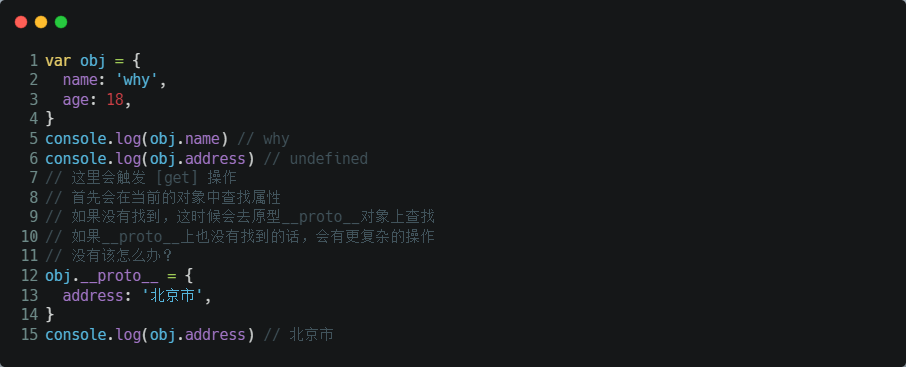 1 var obj = {
2   name: 'why',
3   age: 18,
4 }
5 console.log(obj.name) // why
6 console.log(obj.address) // undefined
7 // 这里会触发 [get] 操作
8 // 首先会在当前的对象中查找属性
9 // 如果没有找到，这时候会去原型__proto__对象上查找
10 // 如果__proto__上也没有找到的话，会有更复杂的操作
11 // 没有该怎么办？
12 obj.__proto__ = {
13   address: '北京市',
14 }
15 console.log(obj.address) // 北京市